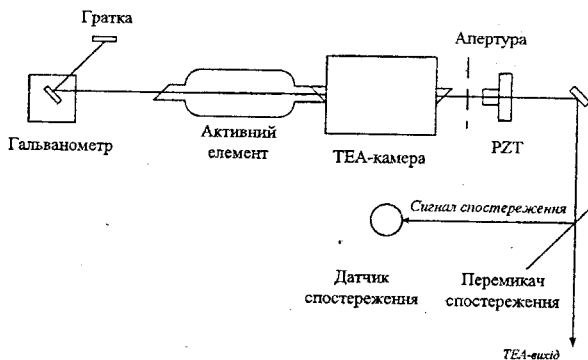 Гратка
Апертура
Гальванометр
Активний
елемент
ТЕА-камера
PZT
Сигнал спостереження
Датчик
спостереження
Перемикач
спостереження
ТЕА-вихід